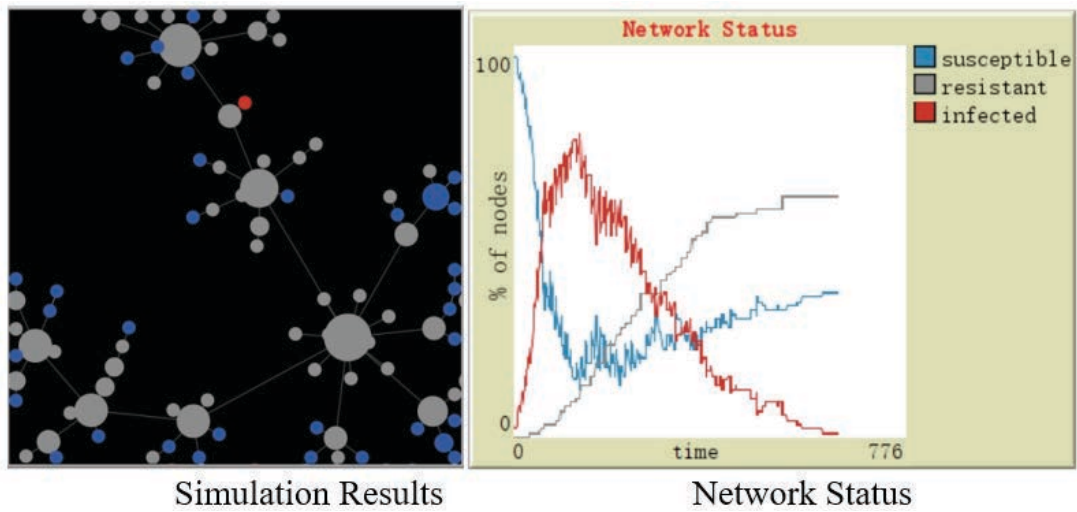 Network Status
100
susceptible
resistant
infected
% of nodes
0
0
time
776
Simulation Results
Network Status